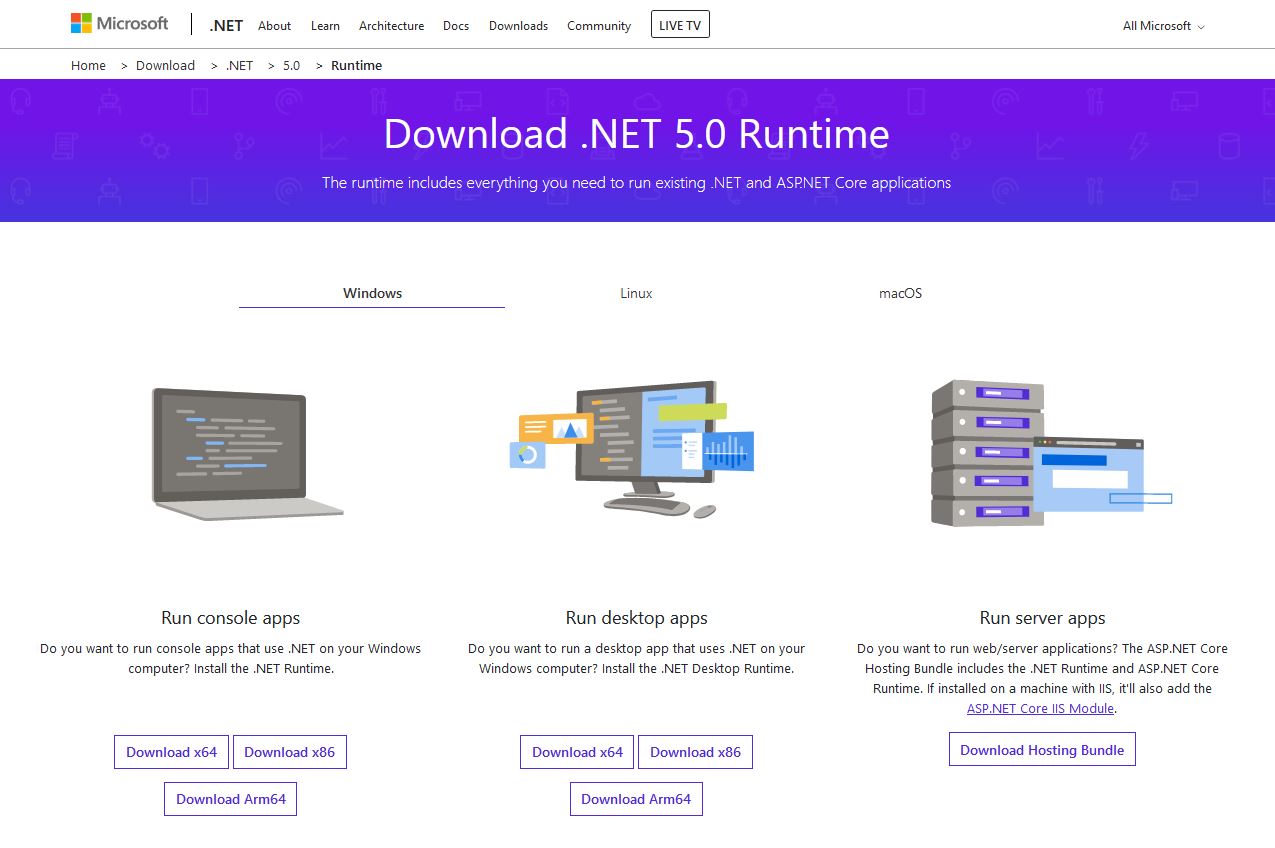 Microsoft .NET About Learn Architecture Docs Downloads Community LIVE TV All Microsoft
Home > Download > .NET > 5.0 > Runtime
Download .NET 5.0 Runtime
The runtime includes everything you need to run existing .NET and ASP.NET Core applications
Windows Linux macOS
Run console apps
Do you want to run console apps that use .NET on your Windows
computer? Install the .NET Runtime.
Download x64 Download x86
Download Arm64
Run desktop apps
Do you want to run a desktop app that uses .NET on your
Windows computer? Install the .NET Desktop Runtime.
Download x64 Download x86
Download Arm64
Run server apps
Do you want to run web/server applications? The ASP.NET Core
Hosting Bundle includes the .NET Runtime and ASP.NET Core
Runtime. If installed on a machine with IIS, it'll also add the
ASP.NET Core IIS Module.
Download Hosting Bundle